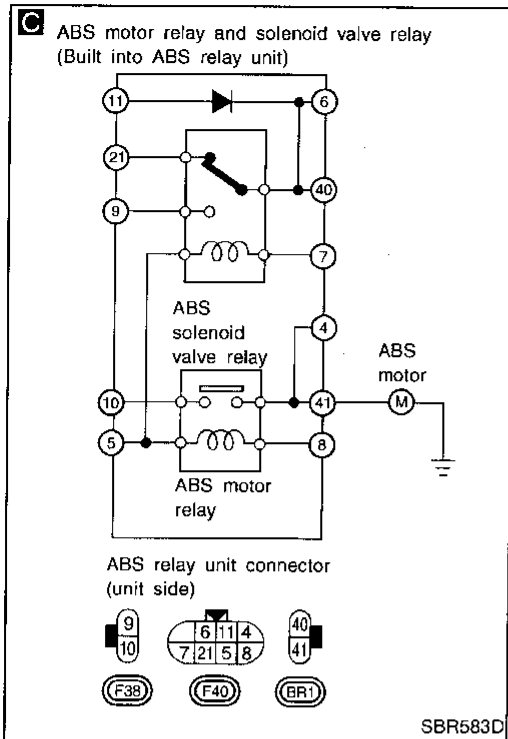 C
ABS motor relay and solenoid valve relay
(Built into ABS relay unit)
11
6
21
9
40
7
ABS
solenoid
valve relay
4
ABS
motor
10
41
M
5
8
ABS motor
relay
ABS relay unit connector
(unit side)
9
10
6 11 4
7 21 5 8
40
41
F38
F40
BR1
SBR583D